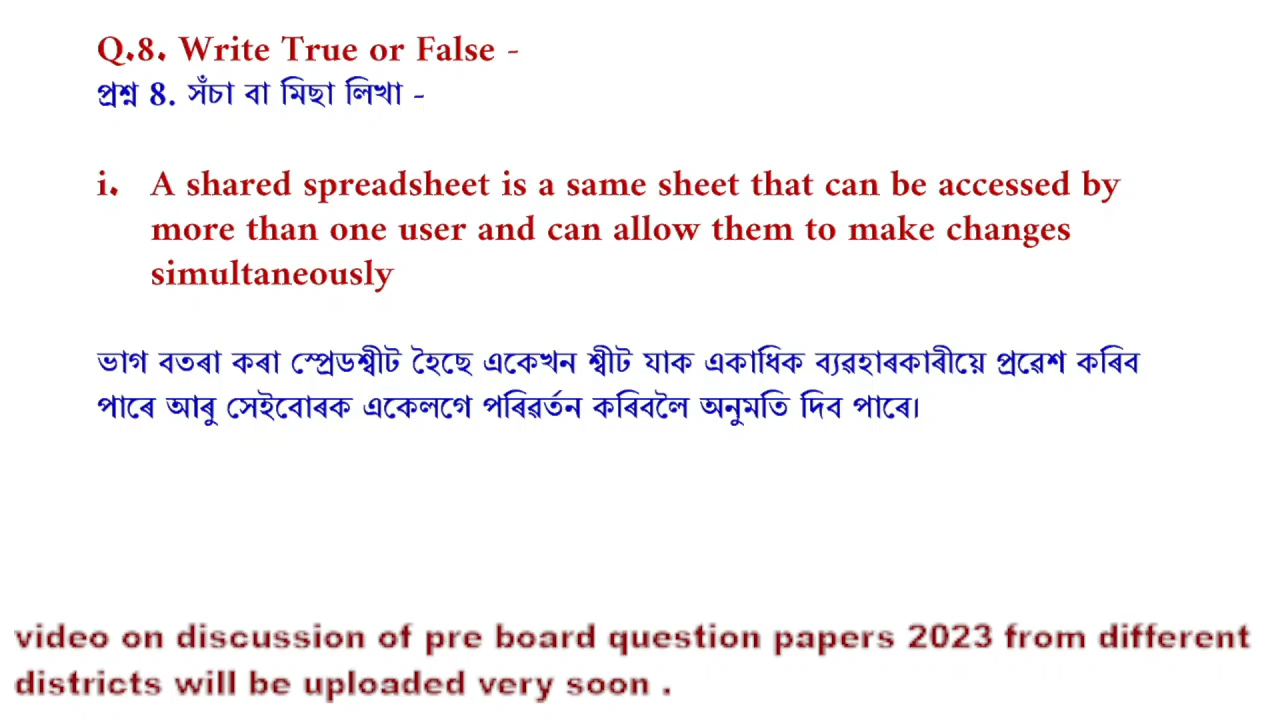 Q.8. Write True or False -
প্ৰশ্ন 8. সঁচা বা মিছা লিখা -
i. A shared spreadsheet is a same sheet that can be accessed by
more than one user and can allow them to make changes
simultaneously
ভাগ বতৰা কৰা স্প্ৰেডশ্বীট হৈছে একেখন শ্বীট যাক একাধিক ব্যৱহাৰকাৰীয়ে প্ৰৱেশ কৰিব
পাৰে আৰু সেইবোৰক একেলগে পৰিৱৰ্তন কৰিবলৈ অনুমতি দিব পাৰে।
video on discussion of pre board question papers 2023 from different
districts will be uploaded very soon .